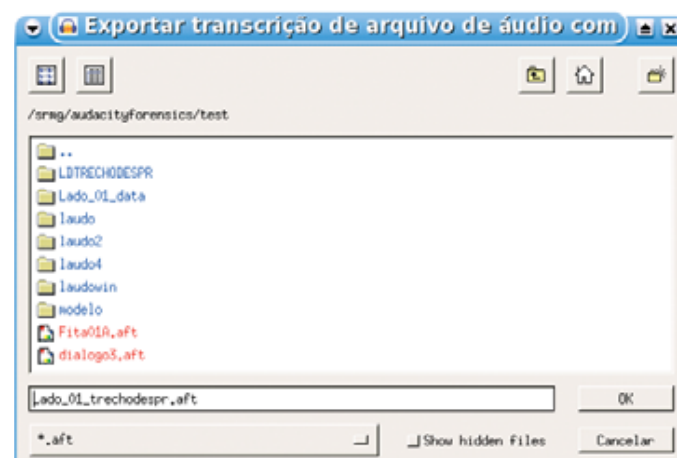 Exportar transcrição de arquivo de áudio com
/srmg/audacityforensics/test
..
LDTRECHODESPR
Lado_01_data
laudo
laudo2
laudo4
laudowin
modelo
Fita01A.aft
dialogo3.aft
Lado_01_trechodespr.aft
OK
*.aft
Show hidden files
Cancelar